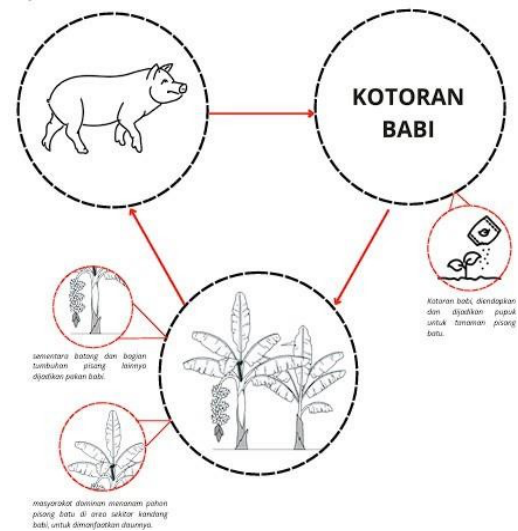 KOTORAN
BABI
Kotoran babi, diendapkan
dan dijadikan pupuk
untuk tanaman pisang
batu.
sementara batang dan bagian
tumbuhan pisang lainnya
dijadikan pakan babi.
masyarakat dominan menanam pohon
pisang batu di area sekitar kandang
babi, untuk dimanfaatkan daunnya.